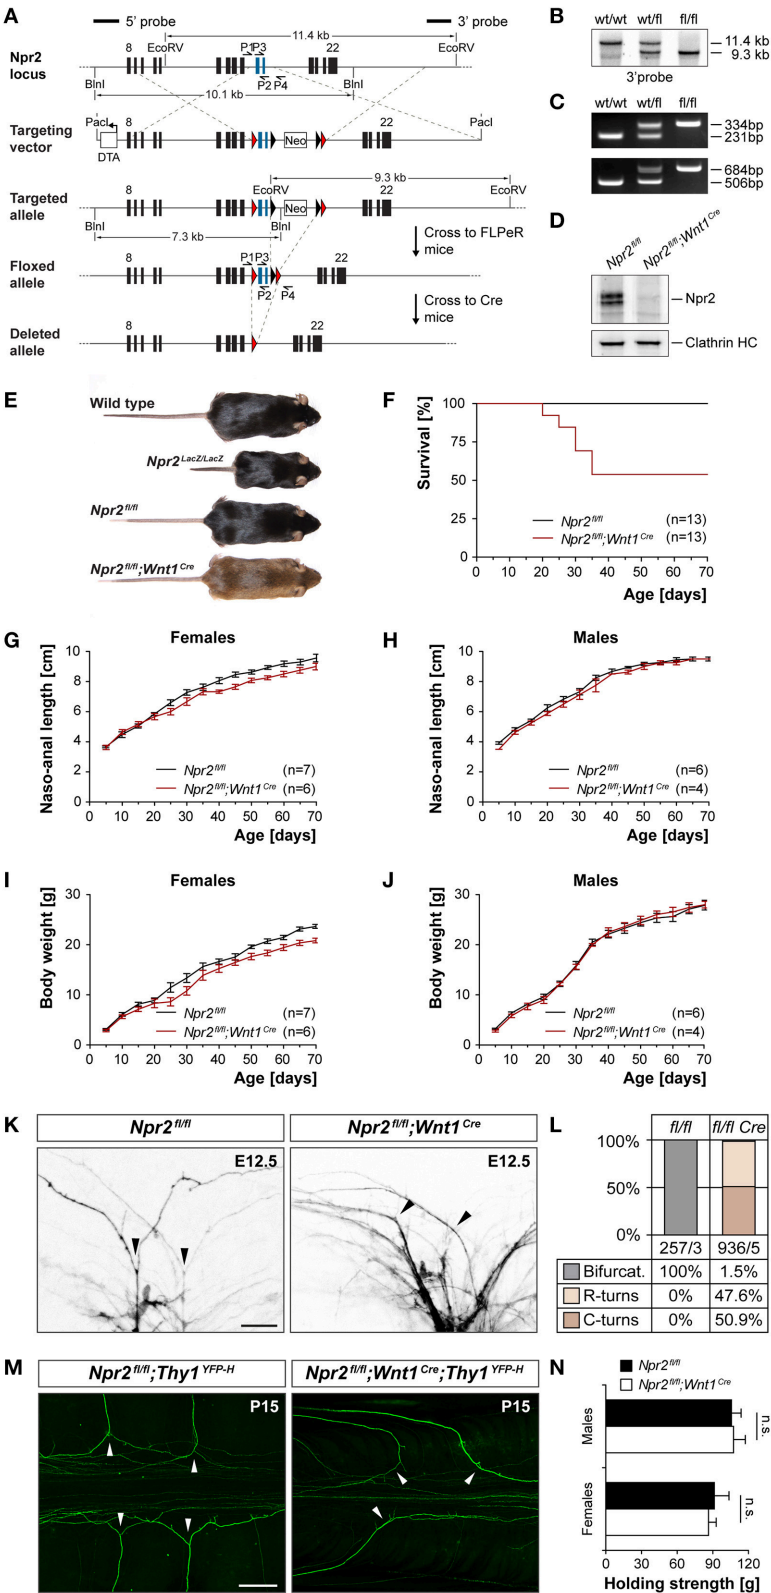 A
5' probe
3' probe
Npr2 locus
8
EcoRV
11.4 kb
P1 P3
22
EcoRV
BlnI
P2 P4
BlnI
10.1 kb
Targeting vector
PacI
8
22
PacI
DTA
Neo
Targeted allele
8
EcoRV
9.3 kb
22
EcoRV
BlnI
BlnI
Neo
7.3 kb
Cross to FLPeR mice
Floxed allele
8
P1 P3
22
P2 P4
Cross to Cre mice
Deleted allele
8
22
B
wt/wt wt/fl fl/fl
11.4 kb
9.3 kb
3'probe
C
wt/wt wt/fl fl/fl
334bp
231bp
684bp
506bp
D
Npr2fl/fl
Npr2fl/fl;Wnt1Cre
Npr2
Clathrin HC
E
Wild type
Npr2LacZ/LacZ
Npr2fl/fl
Npr2fl/fl;Wnt1Cre
F
Survival [%]
100
75
50
25
0
Npr2fl/fl (n=13)
Npr2fl/fl;Wnt1Cre (n=13)
0 10 20 30 40 50 60 70
Age [days]
G
Females
Naso-anal length [cm]
10
8
6
4
2
0
Npr2fl/fl (n=7)
Npr2fl/fl;Wnt1Cre (n=6)
0 10 20 30 40 50 60 70
Age [days]
H
Males
Naso-anal length [cm]
10
8
6
4
2
0
Npr2fl/fl (n=6)
Npr2fl/fl;Wnt1Cre (n=4)
0 10 20 30 40 50 60 70
Age [days]
I
Females
Body weight [g]
30
20
10
0
Npr2fl/fl (n=7)
Npr2fl/fl;Wnt1Cre (n=6)
0 10 20 30 40 50 60 70
Age [days]
J
Males
Body weight [g]
30
20
10
0
Npr2fl/fl (n=6)
Npr2fl/fl;Wnt1Cre (n=4)
0 10 20 30 40 50 60 70
Age [days]
K
Npr2fl/fl
E12.5
Npr2fl/fl;Wnt1Cre
E12.5
L
fl/fl fl/fl Cre
100%
50%
0%
257/3 936/5
Bifurcat. 100% 1.5%
R-turns 0% 47.6%
C-turns 0% 50.9%
M
Npr2fl/fl;Thy1YFP-H
P15
Npr2fl/fl;Wnt1Cre;Thy1YFP-H
P15
N
Npr2fl/fl
Npr2fl/fl;Wnt1Cre
Males
n.s.
Females
n.s.
0 30 60 90 120
Holding strength [g]